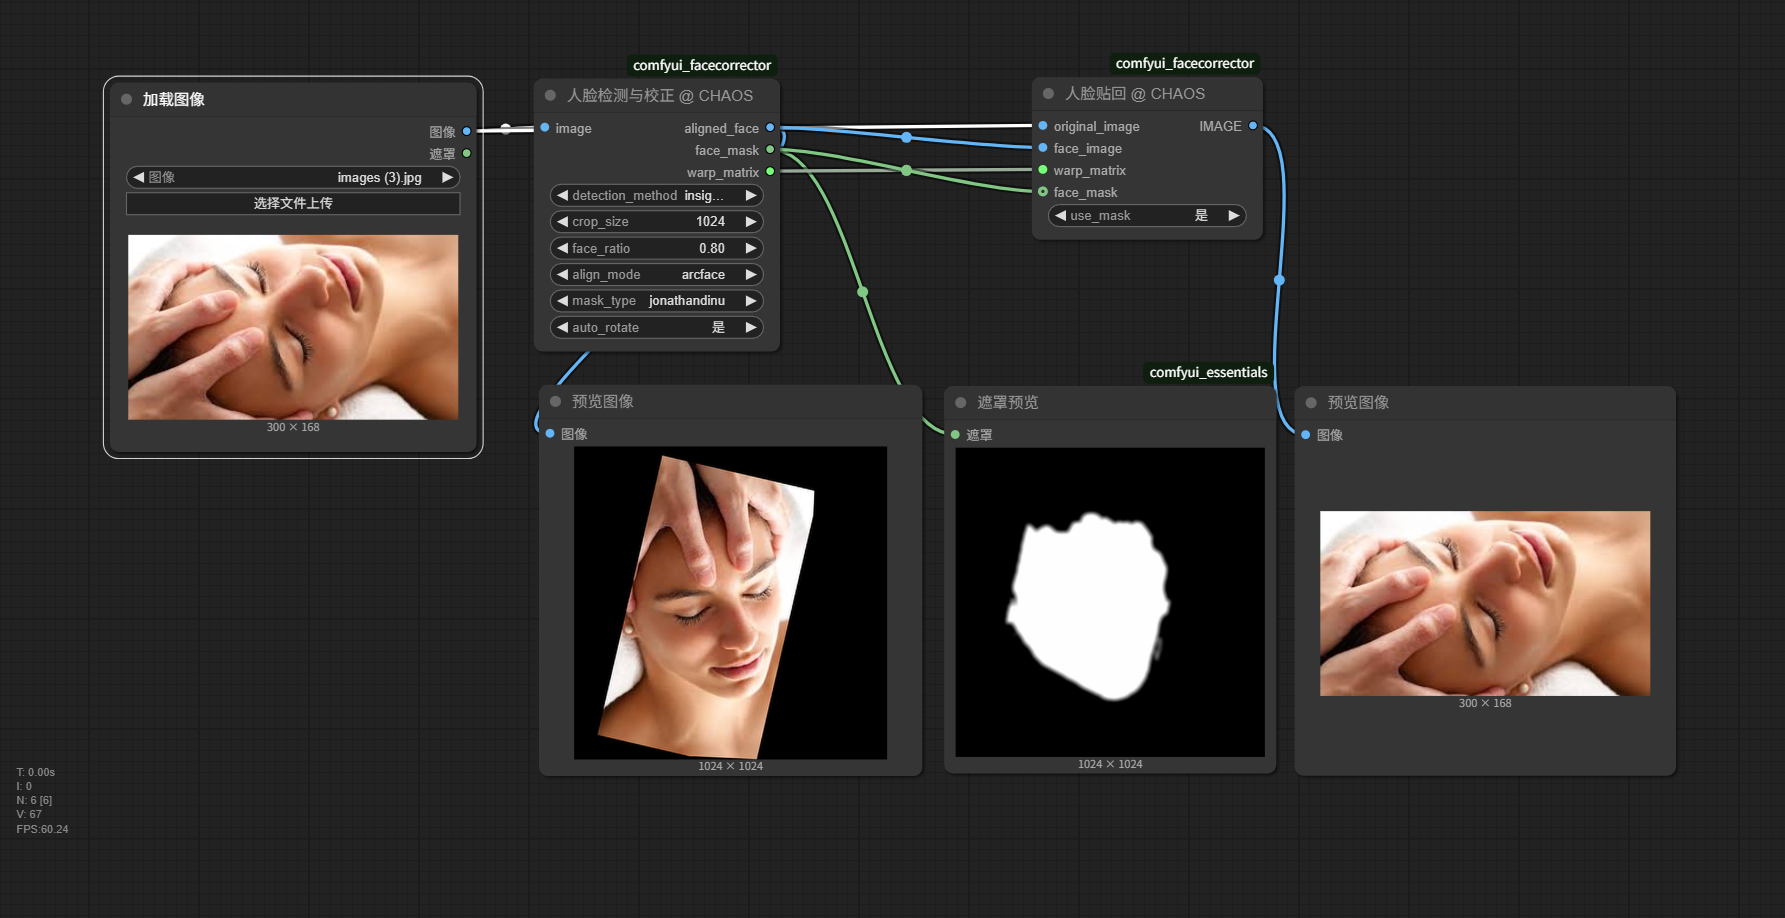 comfyui_facecorrector
comfyui_facecorrector
加载图像
图像
遮罩
图像 images (3).jpg
选择文件上传
300 × 168
人脸检测与校正 @ CHAOS
image aligned_face
face_mask
warp_matrix
detection_method insig...
crop_size 1024
face_ratio 0.80
align_mode arcface
mask_type jonathandinu
auto_rotate 是
人脸贴回 @ CHAOS
original_image IMAGE
face_image
warp_matrix
face_mask
use_mask 是
预览图像
图像
1024 × 1024
comfyui_essentials
遮罩预览
遮罩
1024 × 1024
预览图像
图像
300 × 168
T: 0.00s
I: 0
N: 6 [6]
V: 67
FPS:60.24